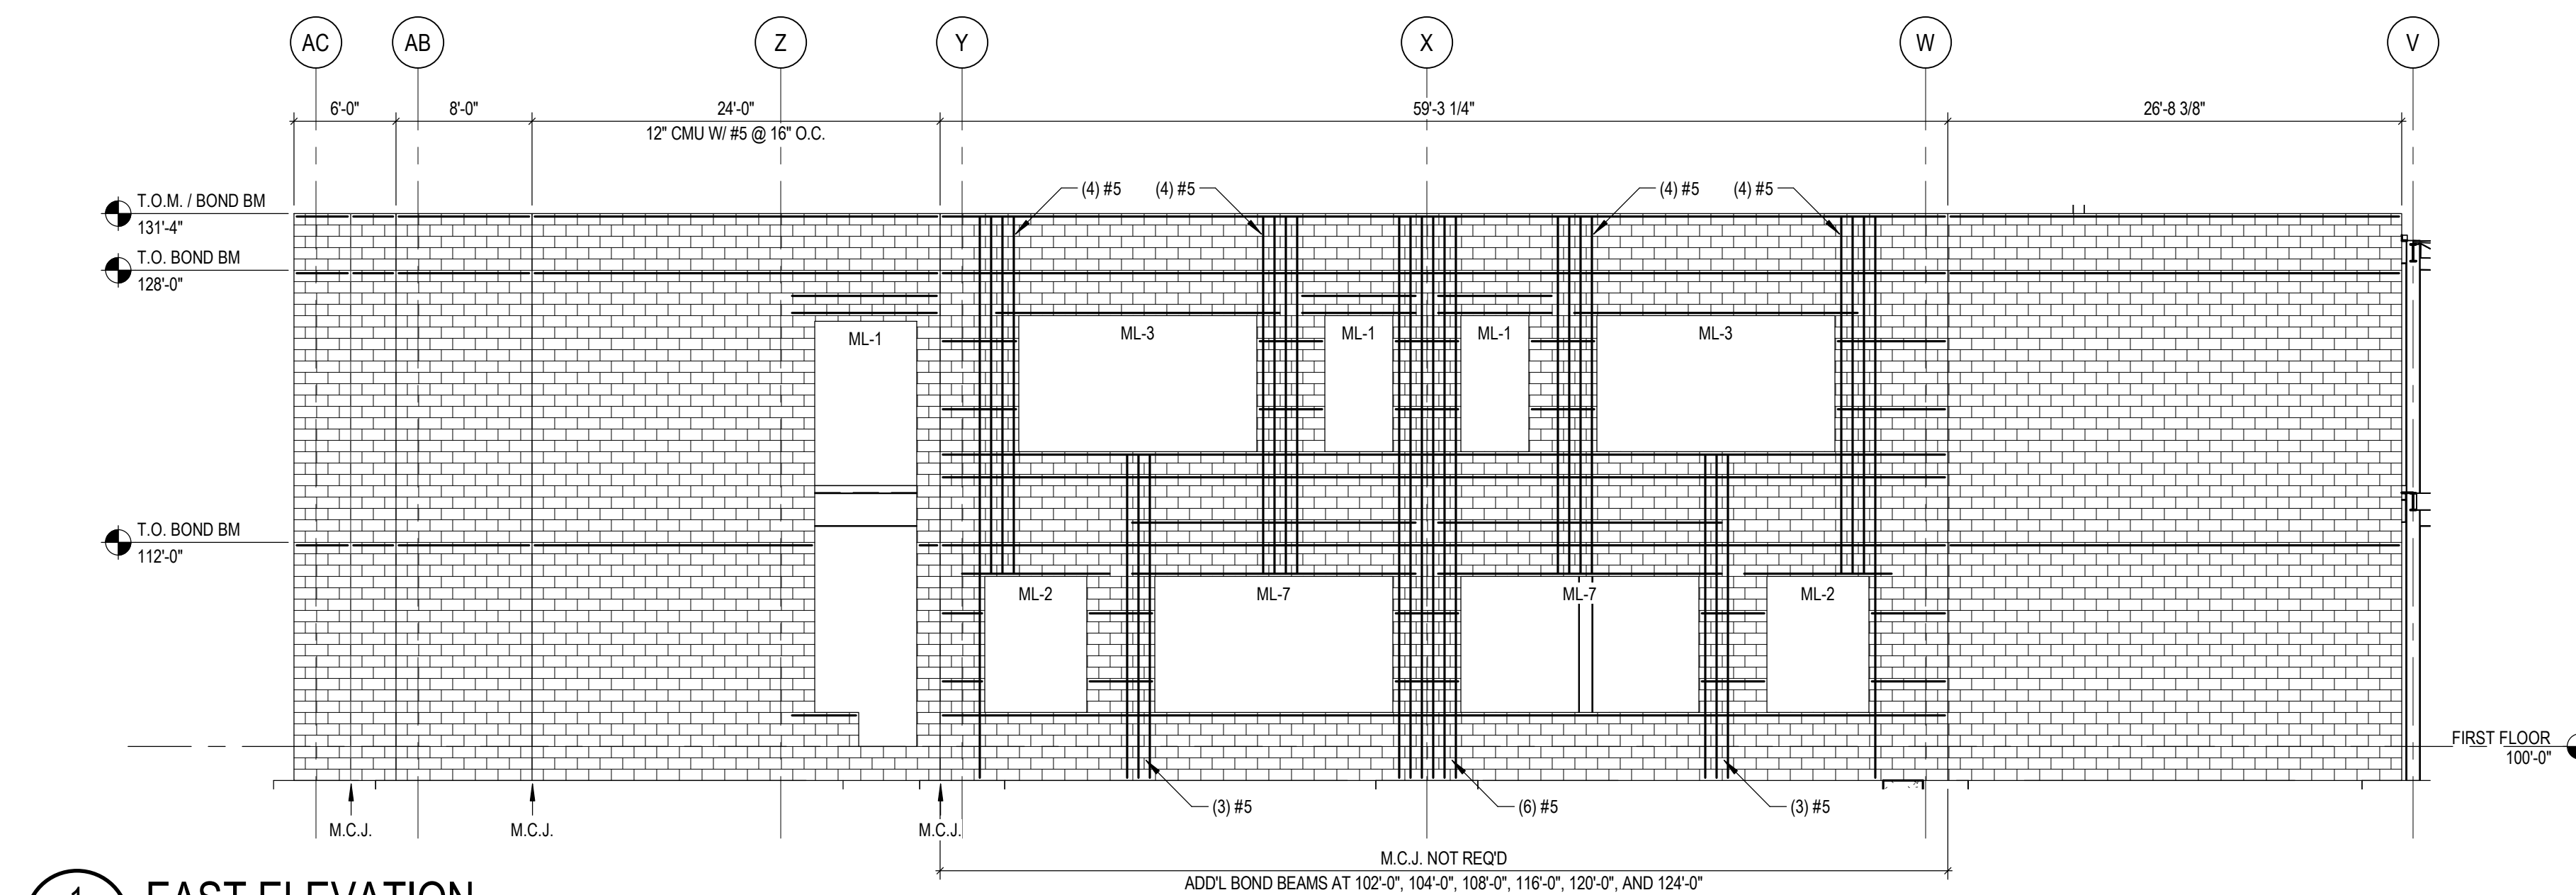 AC AB Z Y X W V
6'-0" 8'-0" 24'-0" 59'-3 1/4" 26'-8 3/8"
12" CMU W/ #5 @ 16" O.C.
(4) #5 (4) #5 (4) #5 (4) #5
T.O.M. / BOND BM
131'-4"
T.O. BOND BM
128'-0"
ML-1 ML-3 ML-1 ML-1 ML-3
T.O. BOND BM
112'-0"
ML-2 ML-7 ML-7 ML-2
FIRST FLOOR
100'-0"
(3) #5 (6) #5 (3) #5
M.C.J. M.C.J. M.C.J.
M.C.J. NOT REQ'D
ADD'L BOND BEAMS AT 102'-0", 104'-0", 108'-0", 116'-0", 120'-0", AND 124'-0"
1 EAST ELEVATION